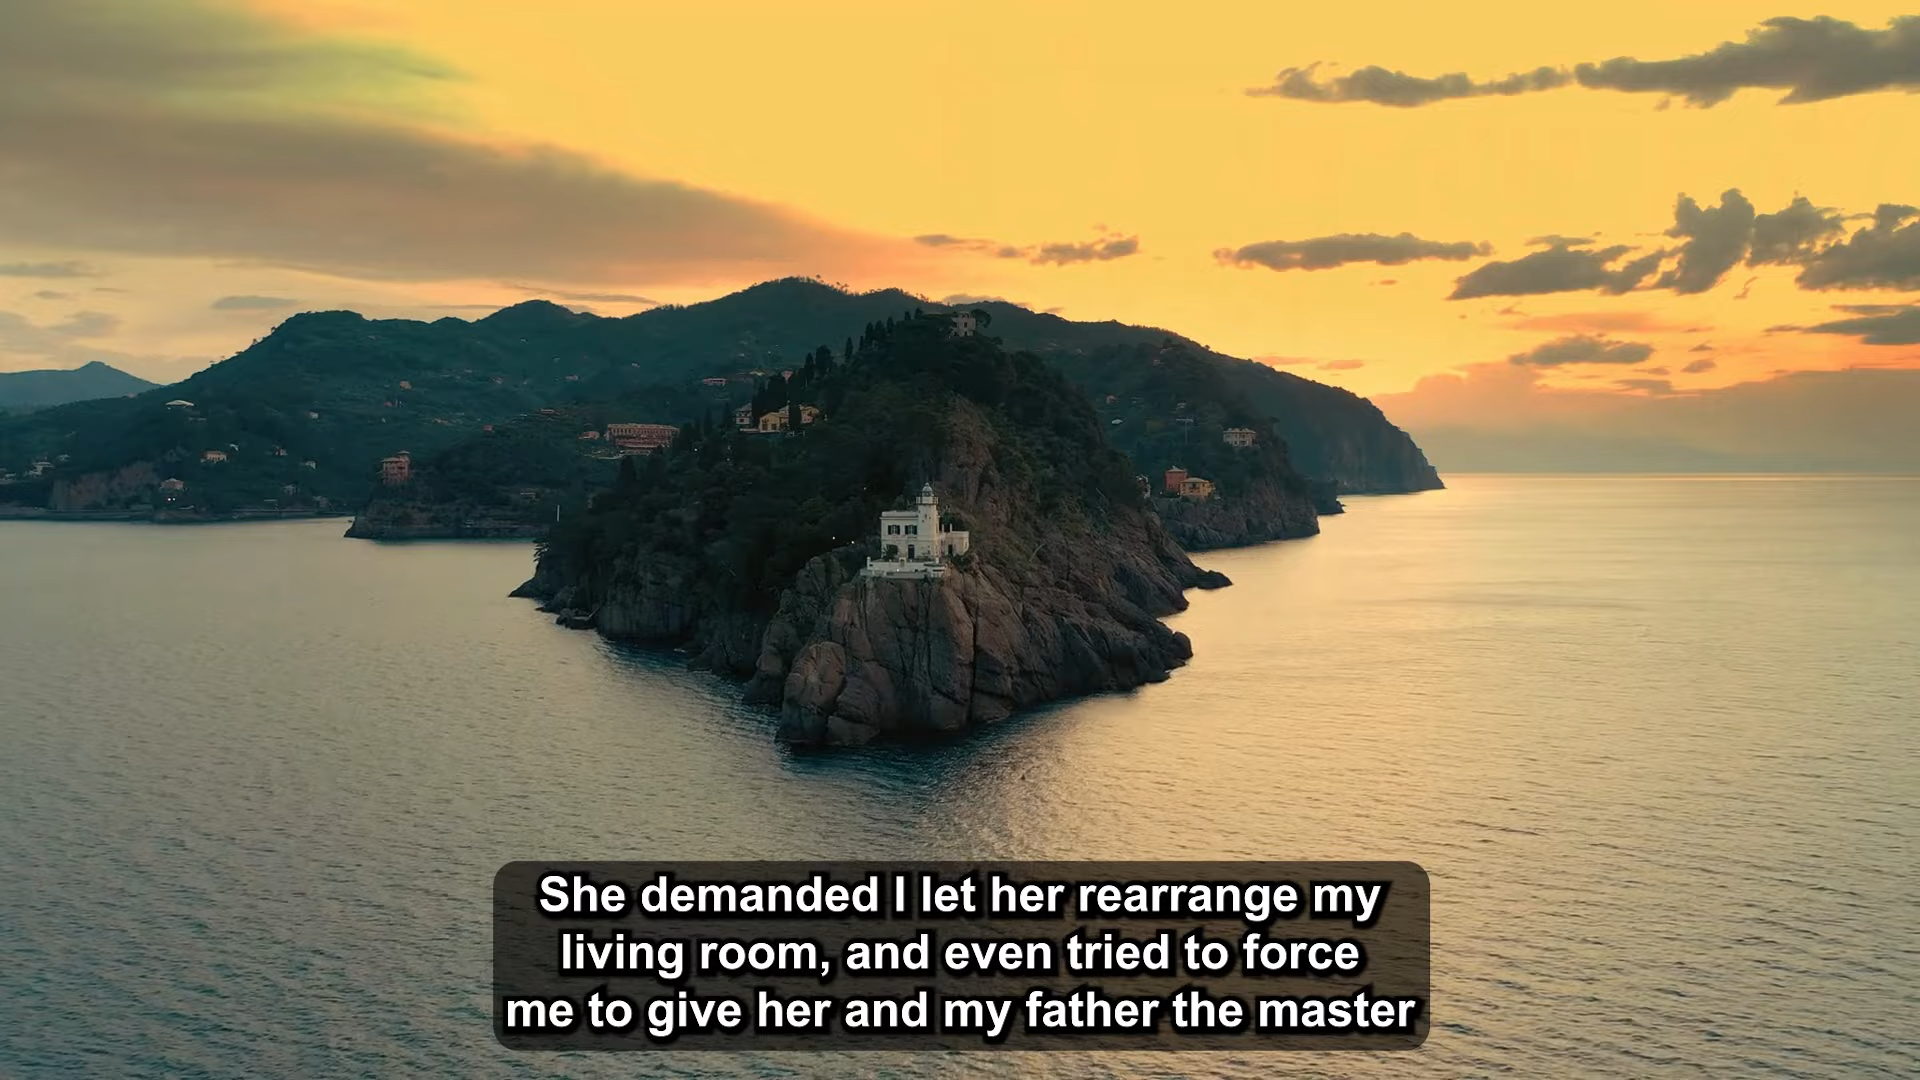 She demanded I let her rearrange my
living room, and even tried to force
me to give her and my father the master